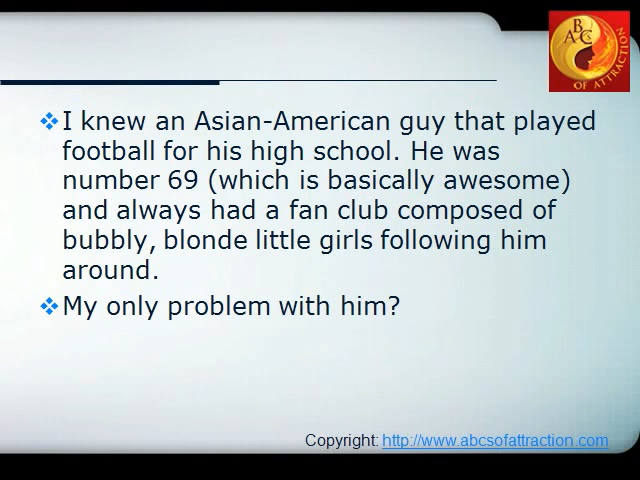 A B C's
OF ATTRACTION
I knew an Asian-American guy that played
football for his high school. He was
number 69 (which is basically awesome)
and always had a fan club composed of
bubbly, blonde little girls following him
around.
My only problem with him?
Copyright: http://www.abcsofattraction.com